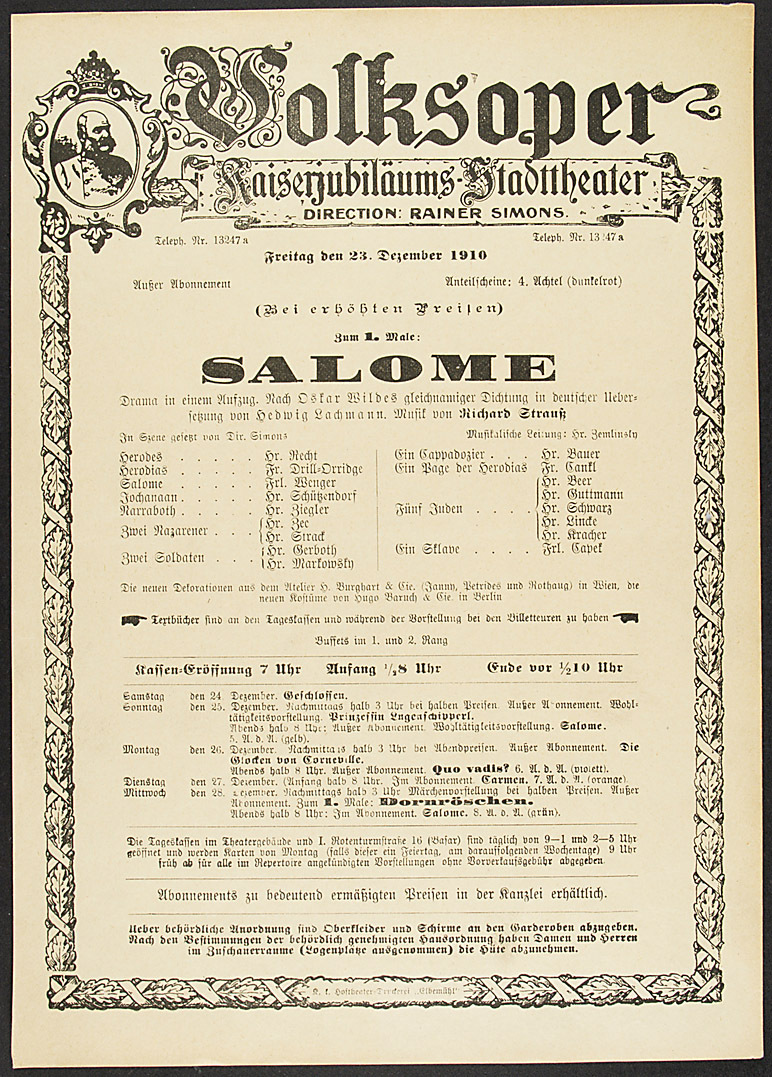 Volksoper
Kaiserjubiläums-Stadttheater
DIRECTION: RAINER SIMONS.
Teleph. Nr. 13247 a Teleph. Nr. 13247 a
Freitag den 23. Dezember 1910
Außer Abonnement Anteilscheine: 4. Achtel (dunkelrot)
(Bei erhöhten Preisen)
Zum 1. Male:
SALOME
Drama in einem Aufzug. Nach Oskar Wildes gleichnamiger Dichtung in deutscher Ueber-
setzung von Hedwig Lachmann. Musik von Richard Strauß
In Szene gesetzt von Dir. Simons Musikalische Leitung: Hr. Zemlinsky
Herodes . . . . . Hr. Recht
Herodias . . . . . Fr. Drill-Orridge
Salome . . . . . Frl. Wenger
Jochanaan . . . . . Hr. Schützendorf
Narraboth . . . . . Hr. Ziegler
Zwei Nazarener . . . Hr. Zec
Hr. Strack
Zwei Soldaten . . . Hr. Gerboth
Hr. Markowsky
Ein Cappadozier . . . Hr. Bauer
Ein Page der Herodias Fr. Cankl
Fünf Juden . . . . Hr. Beer
Hr. Guttmann
Hr. Schwarz
Hr. Lincke
Hr. Kracher
Ein Sklave . . . . Frl. Capek
Die neuen Dekorationen aus dem Atelier H. Burghart & Cie. (Janny, Petrides und Rothaug) in Wien, die
neuen Kostüme von Hugo Baruch & Cie. in Berlin
Textbücher sind an den Tageskassen und während der Vorstellung bei den Billetteuren zu haben
Buffets im 1. und 2. Rang
Kassen-Eröffnung 7 Uhr Anfang 1/28 Uhr Ende vor 1/210 Uhr
Samstag den 24. Dezember. Geschlossen.
Sonntag den 25. Dezember. Nachmittags halb 3 Uhr bei halben Preisen. Außer Abonnement. Wohl-
tätigkeitsvorstellung. Prinzessin Lugenschipperl.
Abends halb 8 Uhr: Außer Abonnement. Wohltätigkeitsvorstellung. Salome.
5. A. d. A. (gelb).
Montag den 26. Dezember. Nachmittags halb 3 Uhr bei Abendpreisen. Außer Abonnement. Die
Glocken von Corneville.
Abends halb 8 Uhr. Außer Abonnement. Quo vadis? 6. A. d. A. (violett).
Dienstag den 27. Dezember. (Anfang halb 8 Uhr. Im Abonnement. Carmen. 7. A. d. A. (orange).
Mittwoch den 28. Dezember. Nachmittags halb 3 Uhr Märchenvorstellung bei halben Preisen. Außer
Abonnement. Zum 1. Male: Dornröschen.
Abends halb 8 Uhr: Im Abonnement. Salome. 8. A. d. A. (grün).
Die Tageskassen im Theatergebäude und I. Rotenturmstraße 16 (Basar) sind täglich von 9—1 und 2—5 Uhr
geöffnet und werden Karten von Montag (falls dieser ein Feiertag, am darauffolgenden Wochentage) 9 Uhr
früh ab für alle im Repertoire angekündigten Vorstellungen ohne Vorverkaufsgebühr abgegeben.
Abonnements zu bedeutend ermäßigten Preisen in der Kanzlei erhältlich.
Ueber behördliche Anordnung sind Oberkleider und Schirme an den Garderoben abzugeben.
Nach den Bestimmungen der behördlich genehmigten Hausordnung haben Damen und Herren
im Zuschauerraume (Logenplätze ausgenommen) die Hüte abzunehmen.
K. k. Hoftheater-Druckerei „Elbemühl"